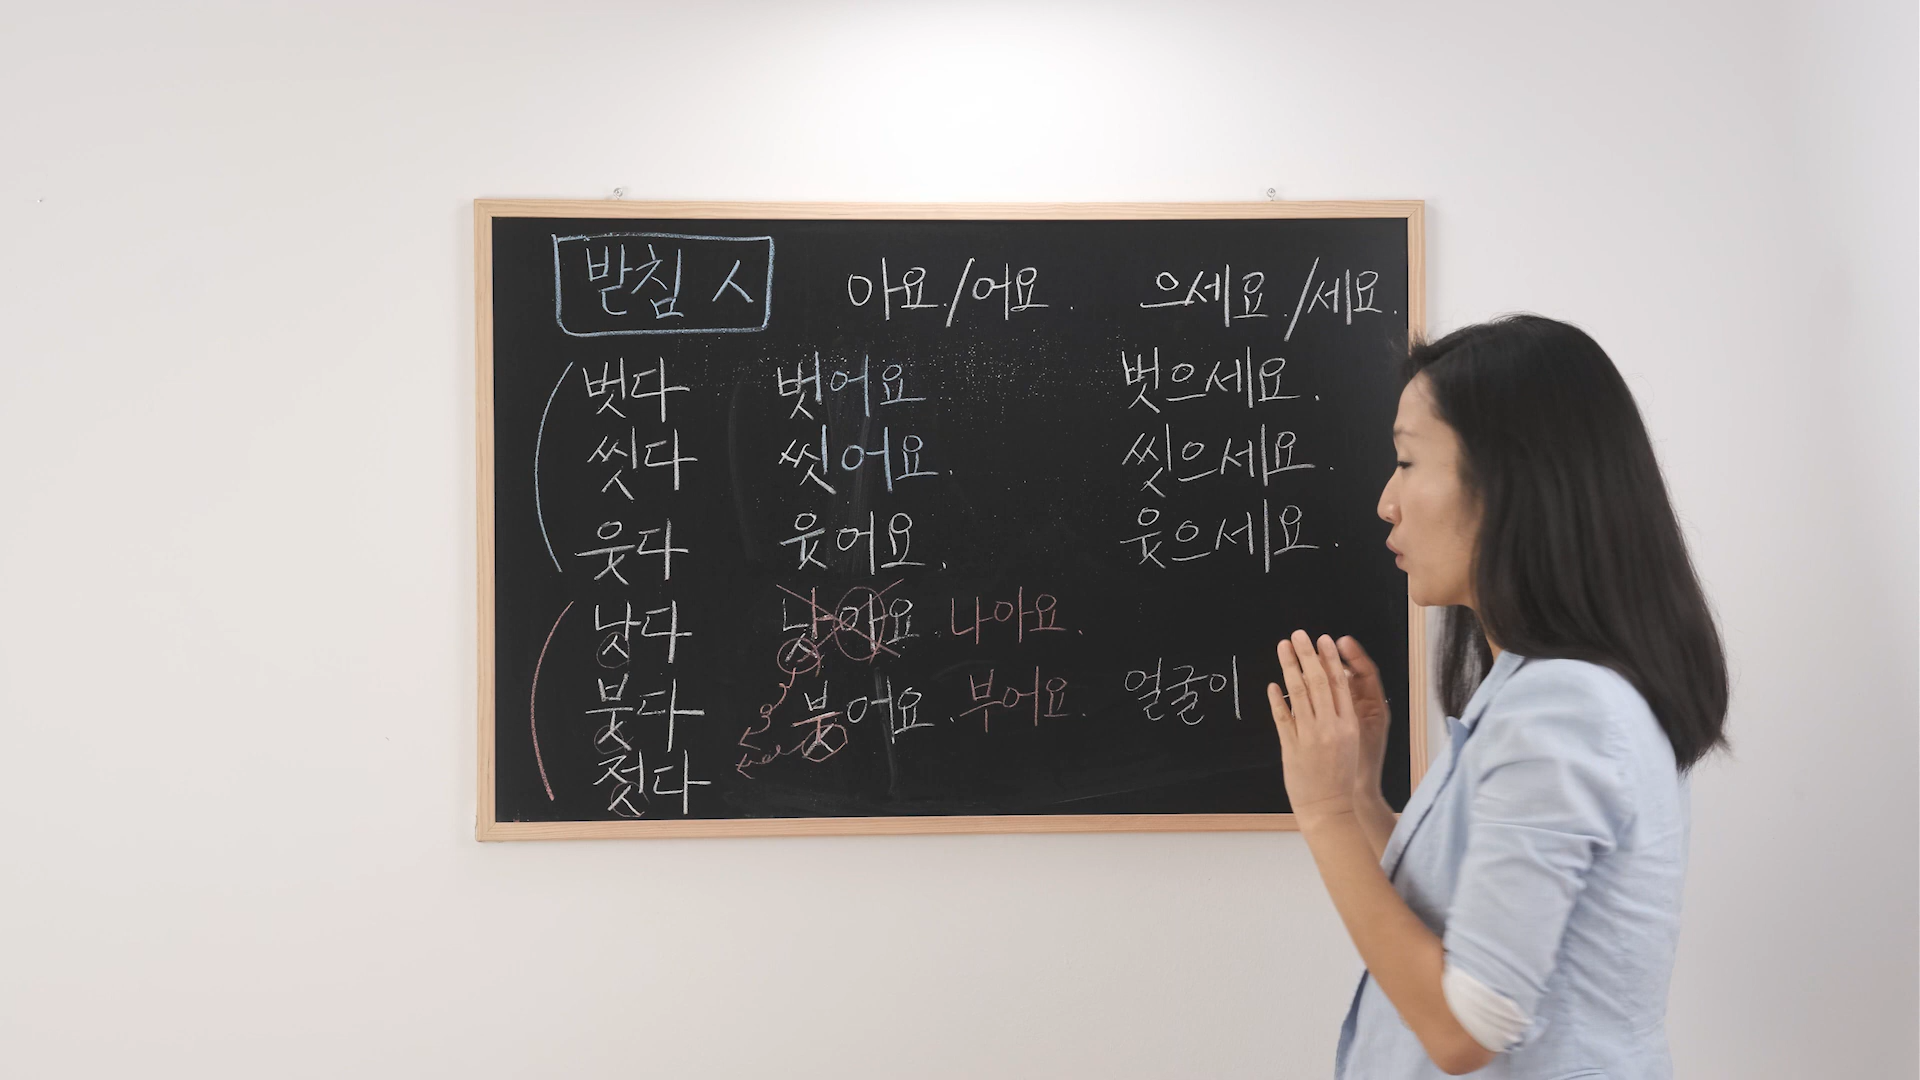 받침 ㅅ 아요./어요. 으세요./세요.
벗다 벗어요 벗으세요.
씻다 씻어요. 씻으세요.
웃다 웃어요. 웃으세요.
낫다 낫아요. 나아요.
붓다 붓어요. 부어요. 얼굴이
젓다